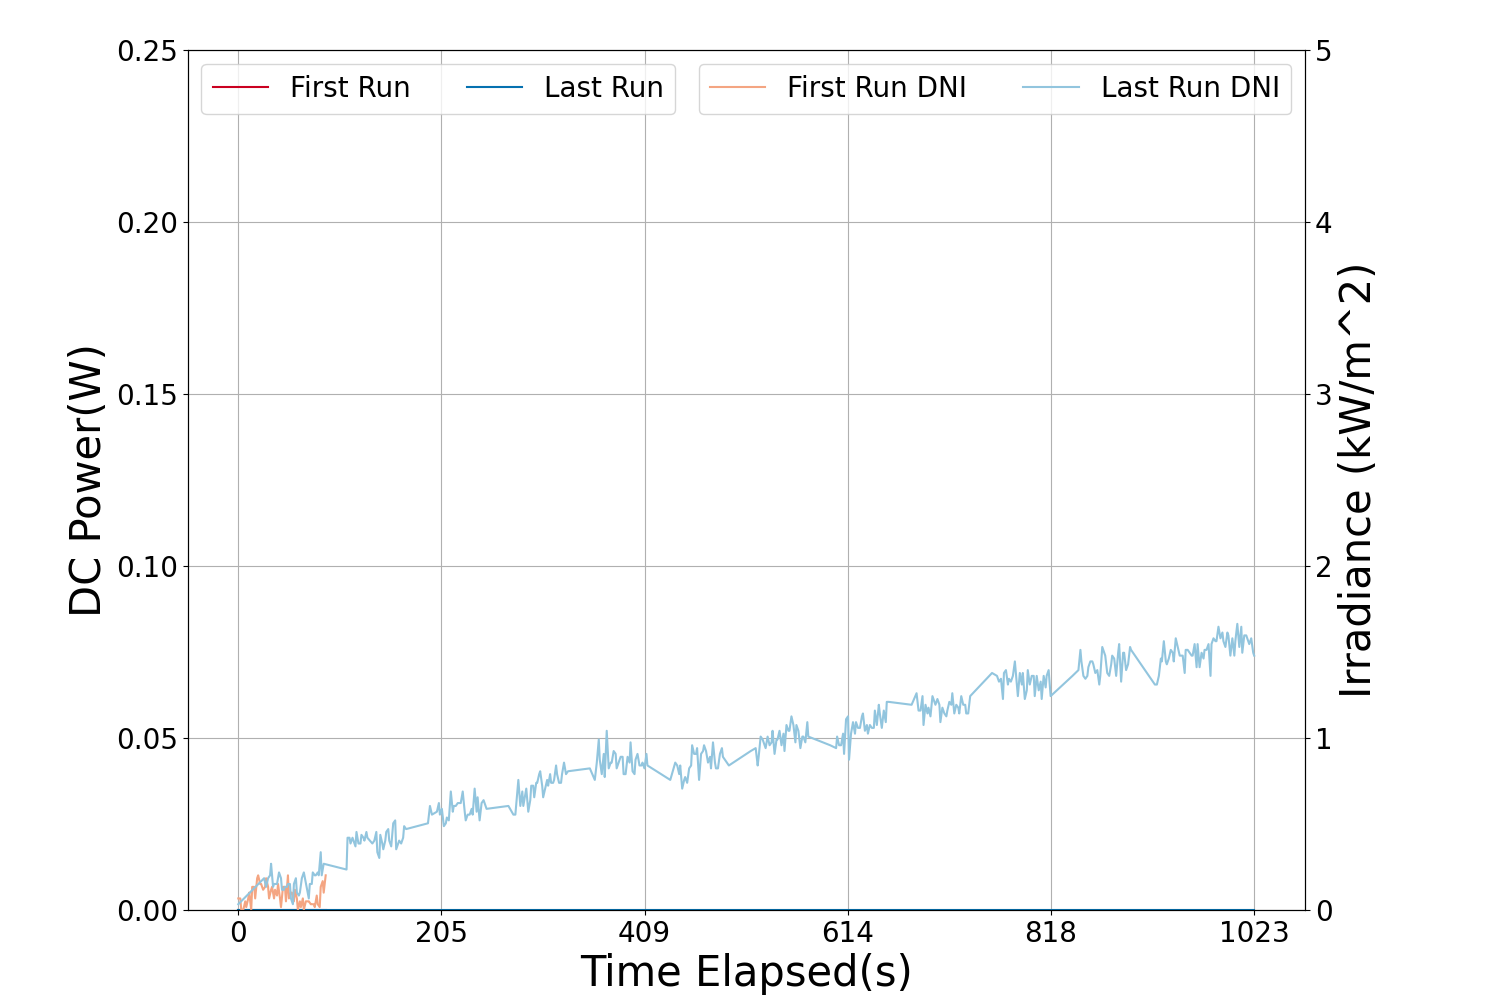 0.25
5
First Run
Last Run
First Run DNI
Last Run DNI
0.20
4
0.15
3
DC Power(W)
Irradiance (kW/m^2)
0.10
2
0.05
1
0.00
0
0
205
409
614
818
1023
Time Elapsed(s)